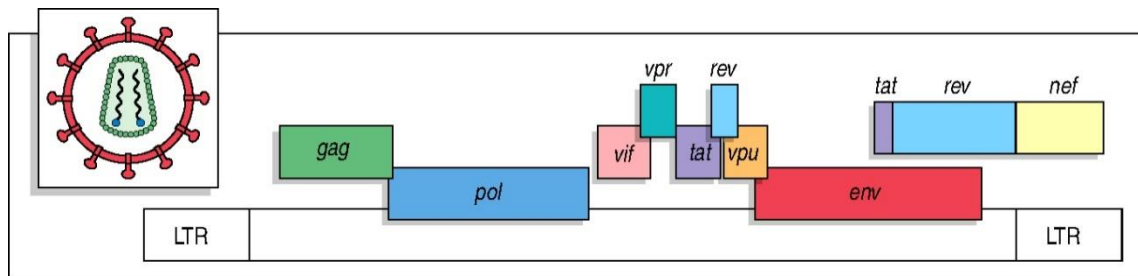 vpr rev
tat rev nef
gag vif tat vpu
pol env
LTR LTR